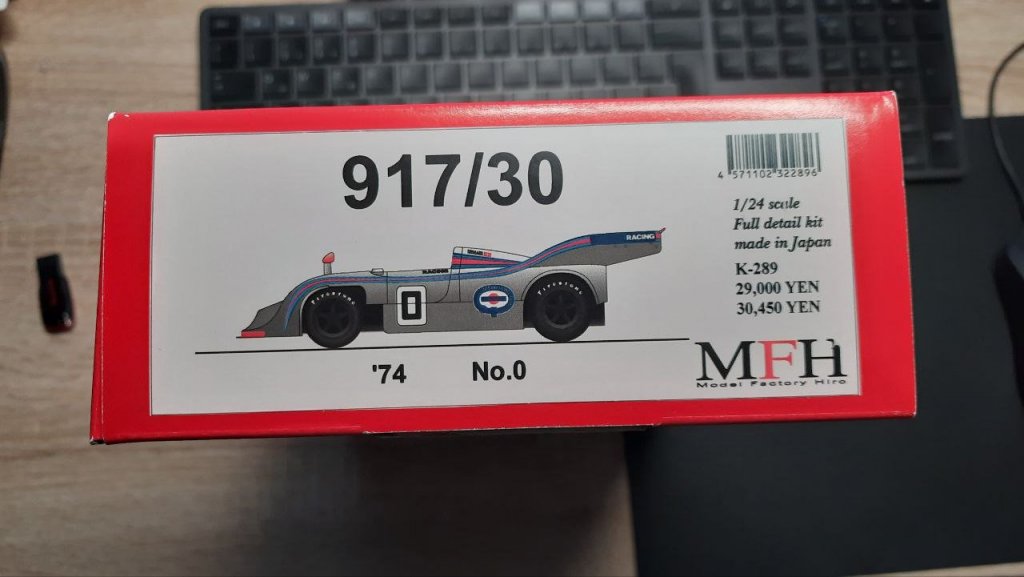 917/30
4 571102 322896
1/24 scale
Full detail kit
made in Japan
K-289
29,000 YEN
30,450 YEN
RACING
RACING
Firestone
0
Firestone
'74
No.0
MFH
Model Factory Hiro